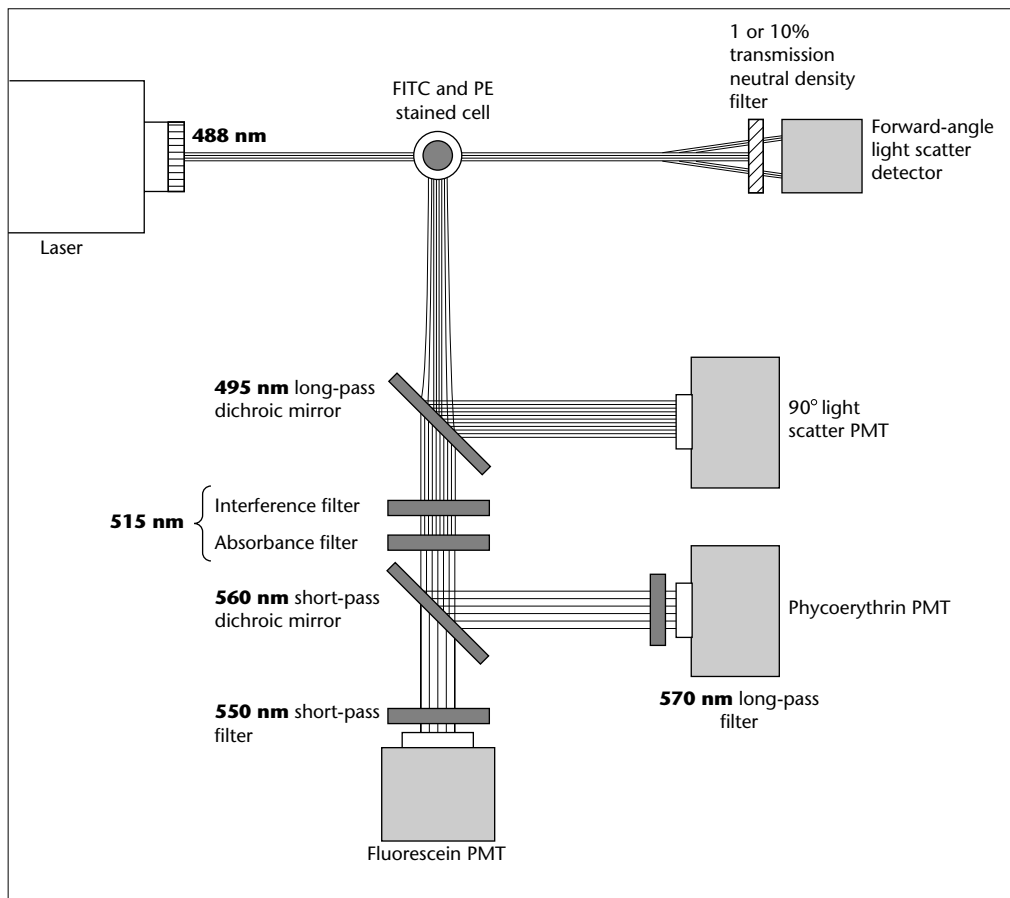 1 or 10%
transmission
neutral density
filter
FITC and PE
stained cell
488 nm
Forward-angle
light scatter
detector
Laser
495 nm long-pass
dichroic mirror
90° light
scatter PMT
515 nm
Interference filter
Absorbance filter
560 nm short-pass
dichroic mirror
Phycoerythrin PMT
570 nm long-pass
filter
550 nm short-pass
filter
Fluorescein PMT